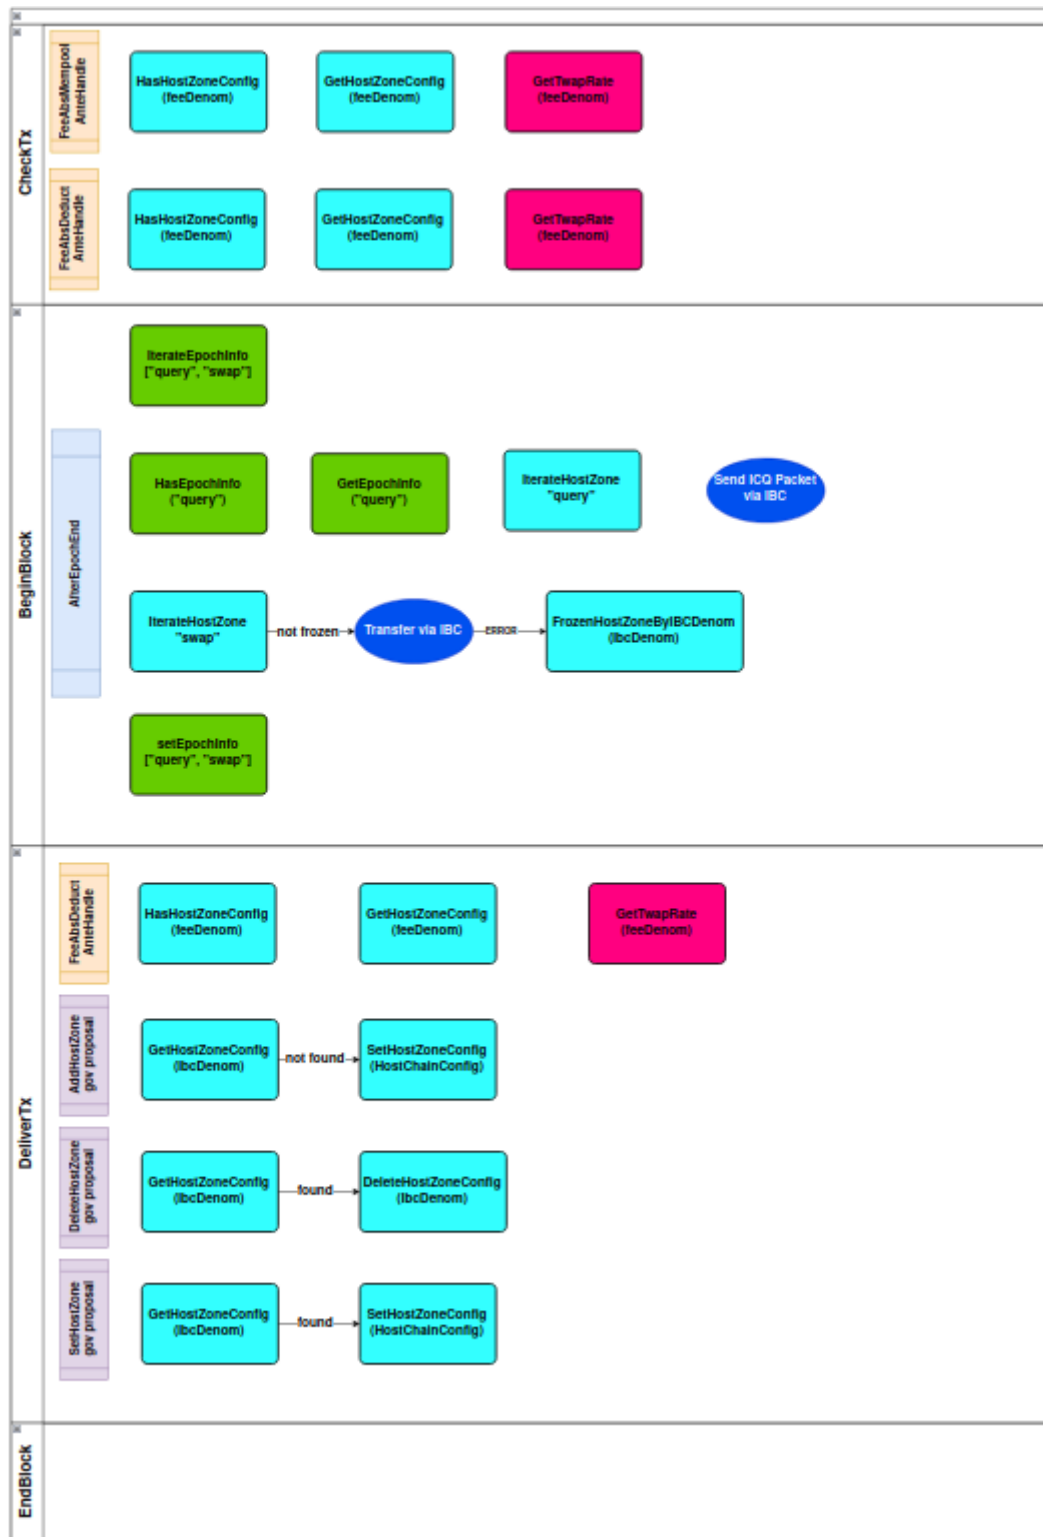 CheckTx
FeeAbsMempool
AnteHandle
HasHostZoneConfig
(feeDenom)
GetHostZoneConfig
(feeDenom)
GetTwapRate
(feeDenom)
FeeAbsDeduct
AnteHandle
HasHostZoneConfig
(feeDenom)
GetHostZoneConfig
(feeDenom)
GetTwapRate
(feeDenom)
BeginBlock
AfterEpochEnd
IterateEpochInfo
["query", "swap"]
HasEpochInfo
("query")
GetEpochInfo
("query")
IterateHostZone
"query"
Send ICQ Packet
via IBC
IterateHostZone
"swap"
not frozen
Transfer via IBC
ERROR
FrozenHostZoneByIBCDenom
(IbcDenom)
setEpochInfo
["query", "swap"]
DeliverTx
FeeAbsDeduct
AnteHandle
HasHostZoneConfig
(feeDenom)
GetHostZoneConfig
(feeDenom)
GetTwapRate
(feeDenom)
AddHostZone
gov proposal
GetHostZoneConfig
(IbcDenom)
not found
SetHostZoneConfig
(HostChainConfig)
DeleteHostZone
gov proposal
GetHostZoneConfig
(IbcDenom)
found
DeleteHostZoneConfig
(IbcDenom)
SetHostZone
gov proposal
GetHostZoneConfig
(IbcDenom)
found
SetHostZoneConfig
(HostChainConfig)
EndBlock